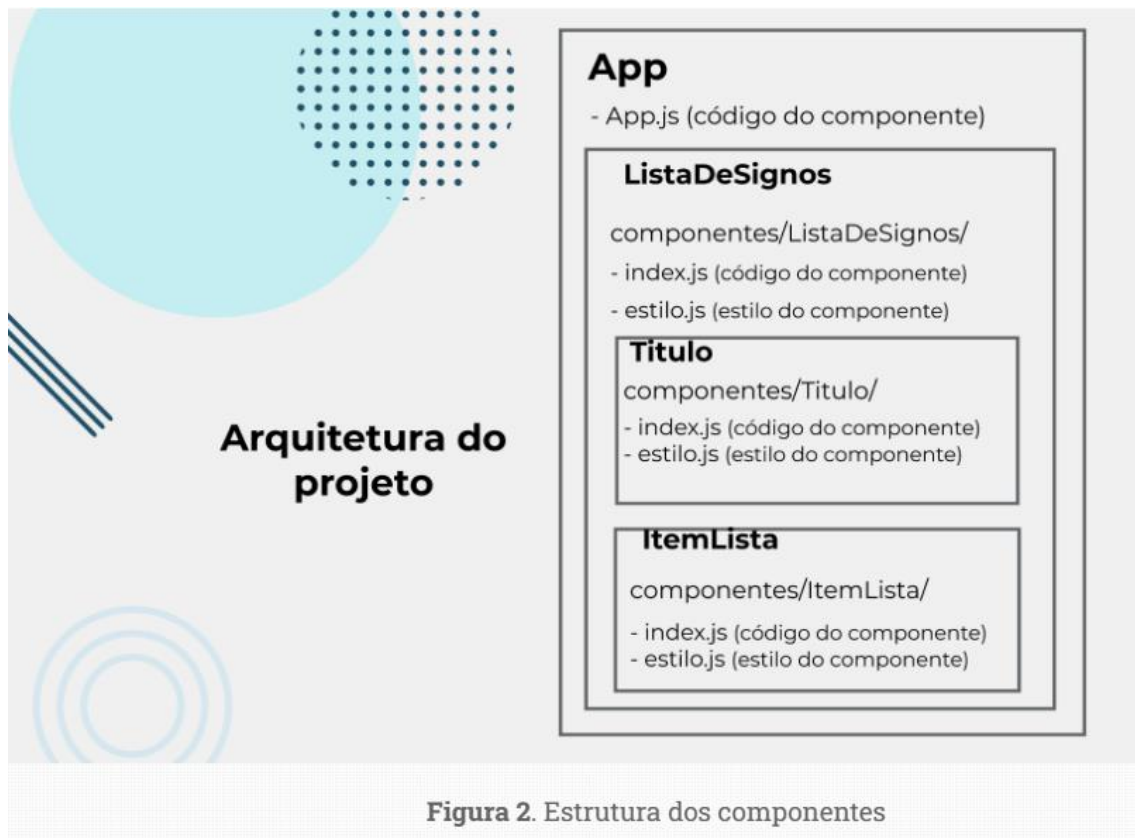 App
- App.js (código do componente)
ListaDeSignos
componentes/ListaDeSignos/
- index.js (código do componente)
- estilo.js (estilo do componente)
Titulo
componentes/Titulo/
- index.js (código do componente)
- estilo.js (estilo do componente)
Arquitetura do
projeto
ItemLista
componentes/ItemLista/
- index.js (código do componente)
- estilo.js (estilo do componente)
Figura 2. Estrutura dos componentes